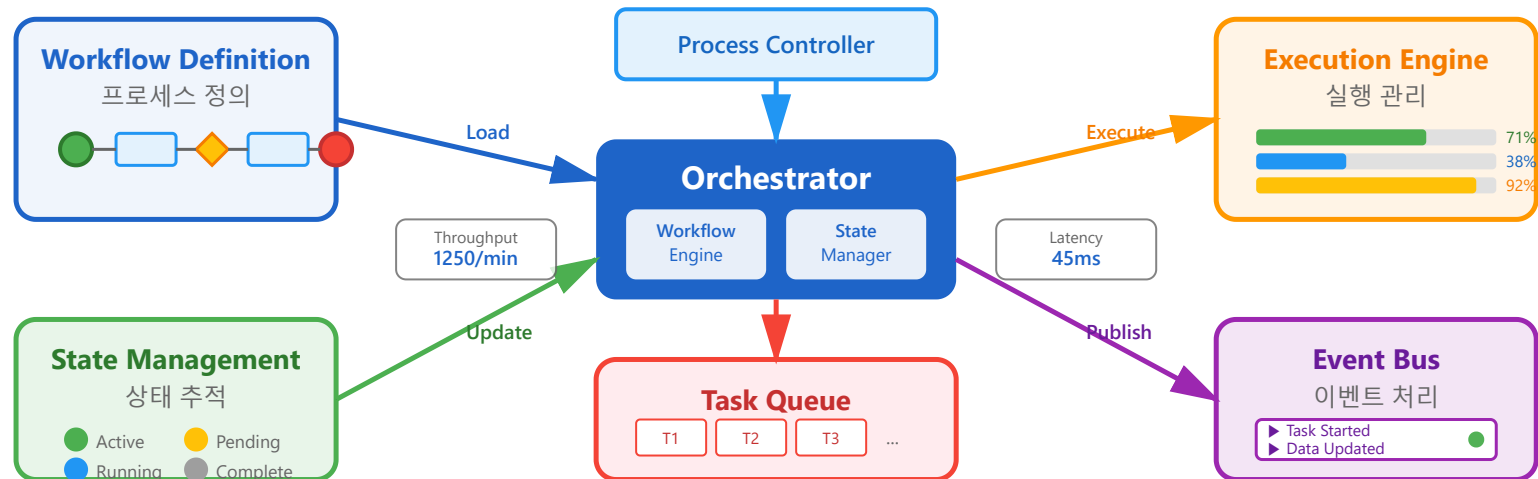 Workflow Definition
프로세스 정의
Process Controller
Execution Engine
실행 관리
71%
38%
92%
Load
Execute
Orchestrator
Workflow
Engine
State
Manager
Throughput
1250/min
Latency
45ms
Update
Publish
State Management
상태 추적
Active
Pending
Running
Complete
Task Queue
T1
T2
T3
...
Event Bus
이벤트 처리
▶ Task Started
▶ Data Updated